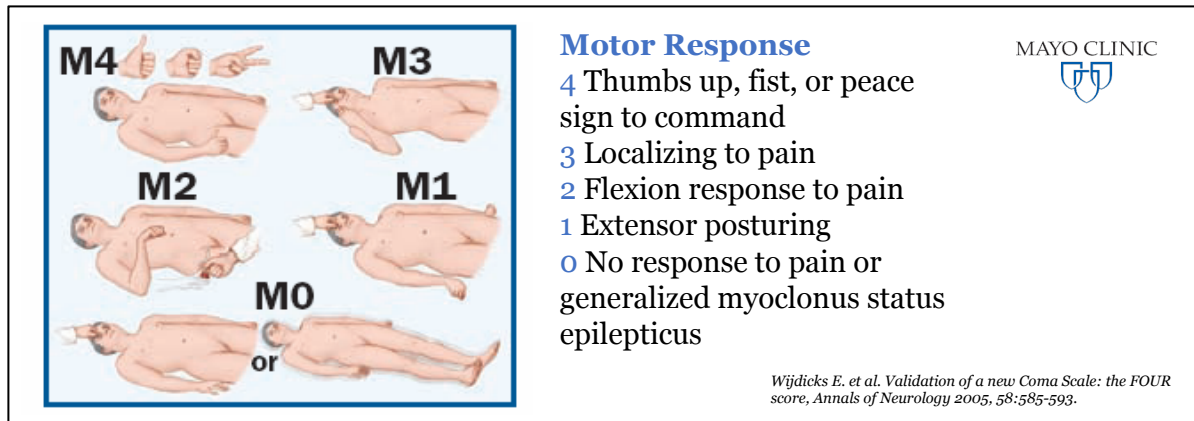 M4
M3
M2
M1
M0
or
Motor Response
4 Thumbs up, fist, or peace
sign to command
3 Localizing to pain
2 Flexion response to pain
1 Extensor posturing
0 No response to pain or
generalized myoclonus status
epilepticus
MAYO CLINIC
Wijdicks E. et al. Validation of a new Coma Scale: the FOUR
score, Annals of Neurology 2005, 58:585-593.